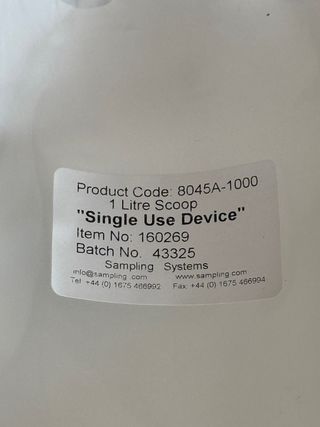 Product Code: 8045A-1000
1 Litre Scoop
"Single Use Device"
Item No: 160269
Batch No. 43325
Sampling Systems
info@sampling.com www.sampling.com
Tel: +44 (0) 1675 466992 Fax: +44 (0) 1675 466994